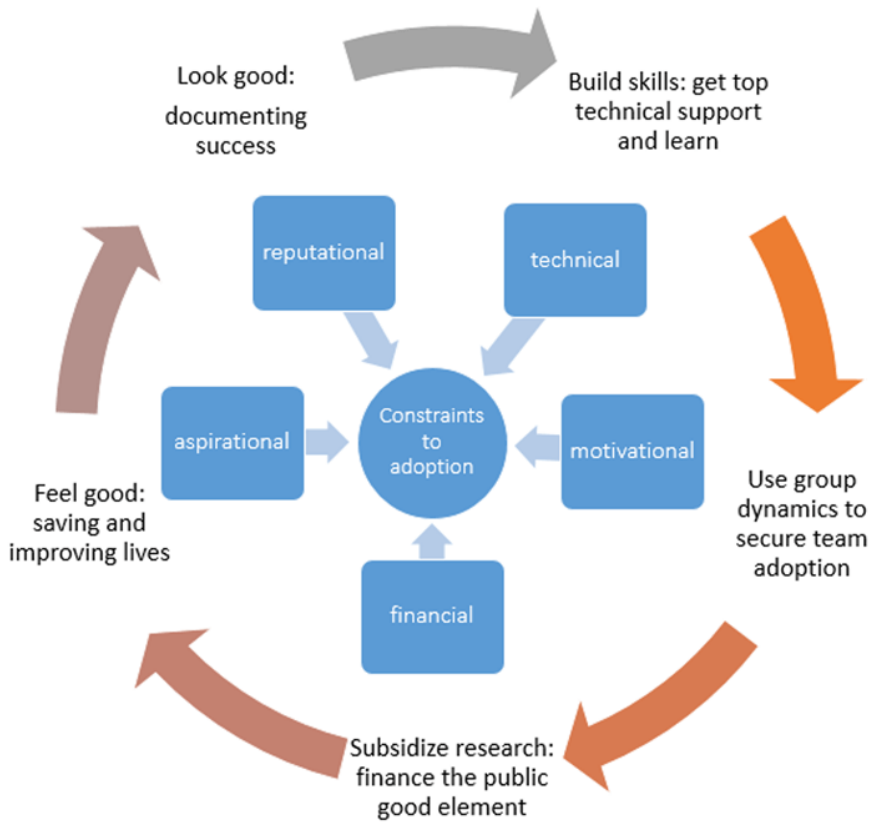 Look good:
documenting
success
Build skills: get top
technical support
and learn
reputational
technical
Constraints
to
adoption
aspirational
motivational
Feel good:
saving and
improving lives
Use group
dynamics to
secure team
adoption
financial
Subsidize research:
finance the public
good element